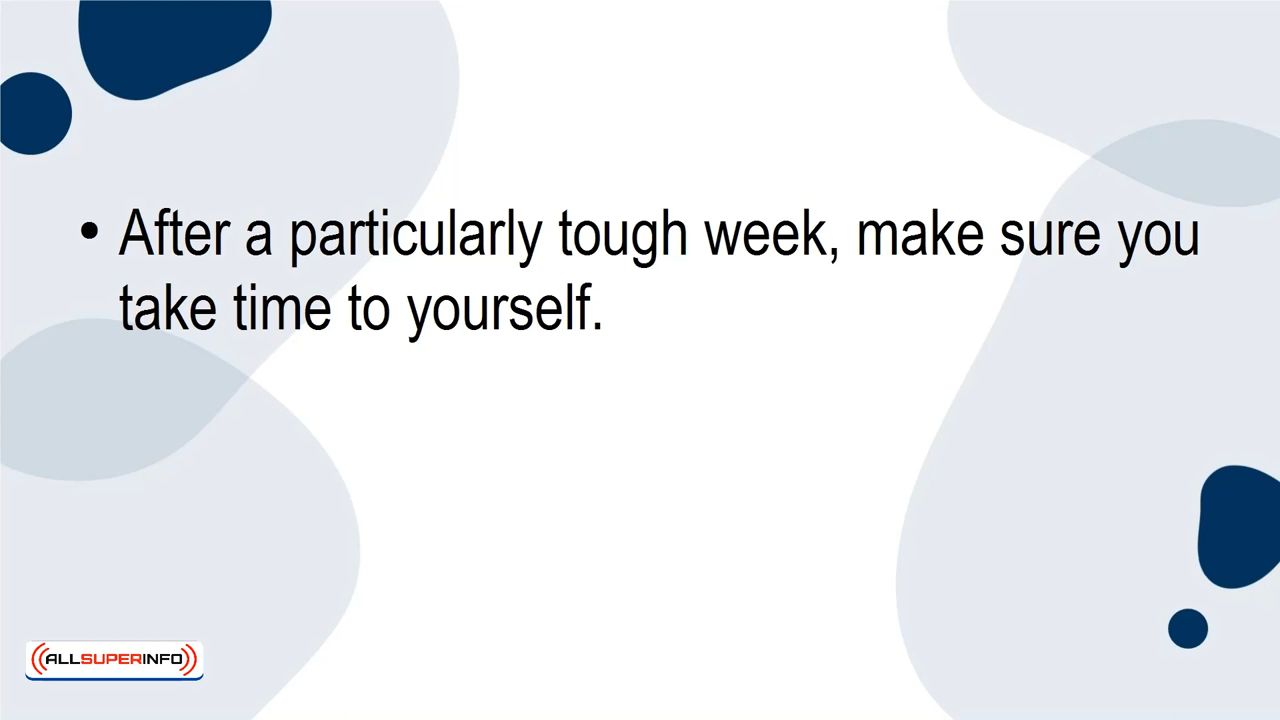 • After a particularly tough week, make sure you
take time to yourself.
ALLSUPERINFO